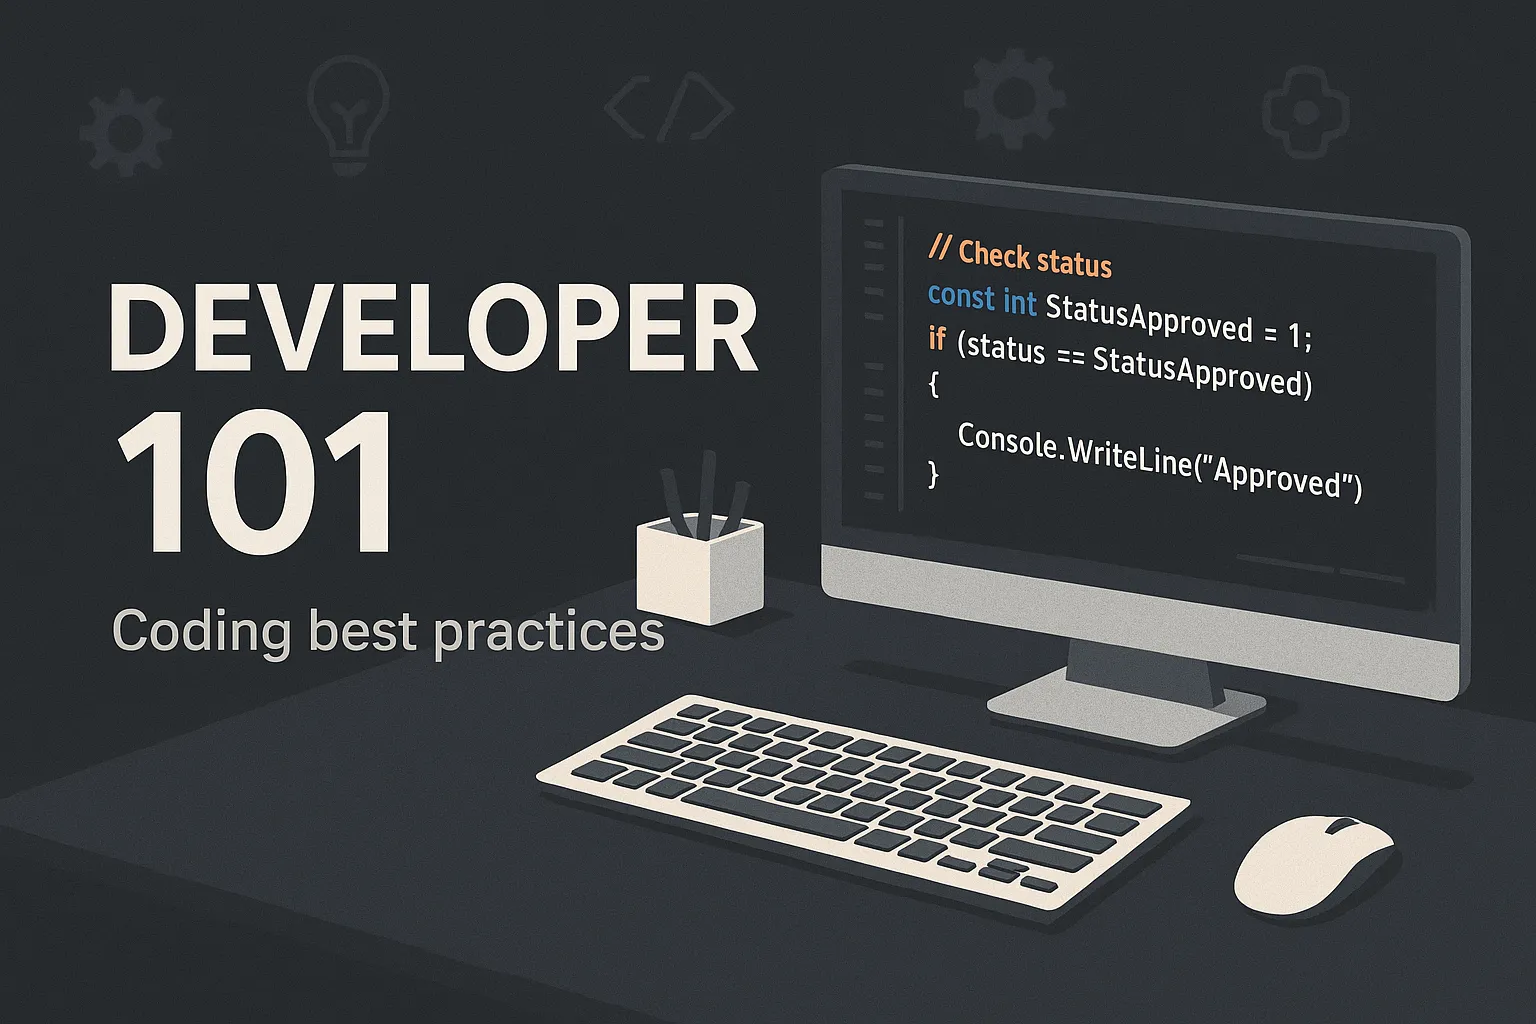 </>
DEVELOPER
101
Coding best practices
// Check status
const int StatusApproved = 1;
if (status == StatusApproved)
{
Console.WriteLine("Approved")
}